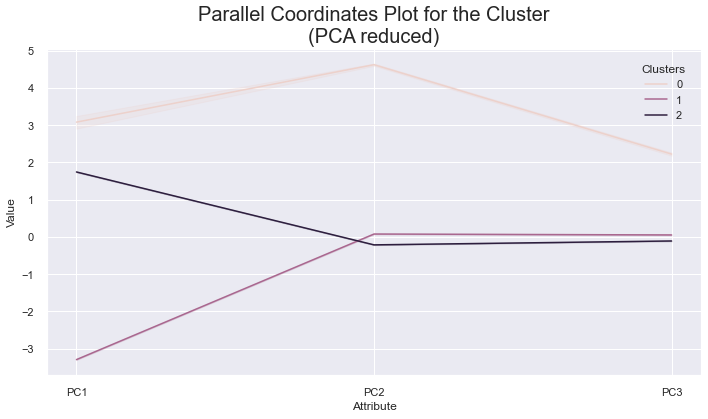 Parallel Coordinates Plot for the Cluster
(PCA reduced)
Clusters
0
1
2
5
4
3
2
1
0
−1
−2
−3
Value
PC1
PC2
PC3
Attribute